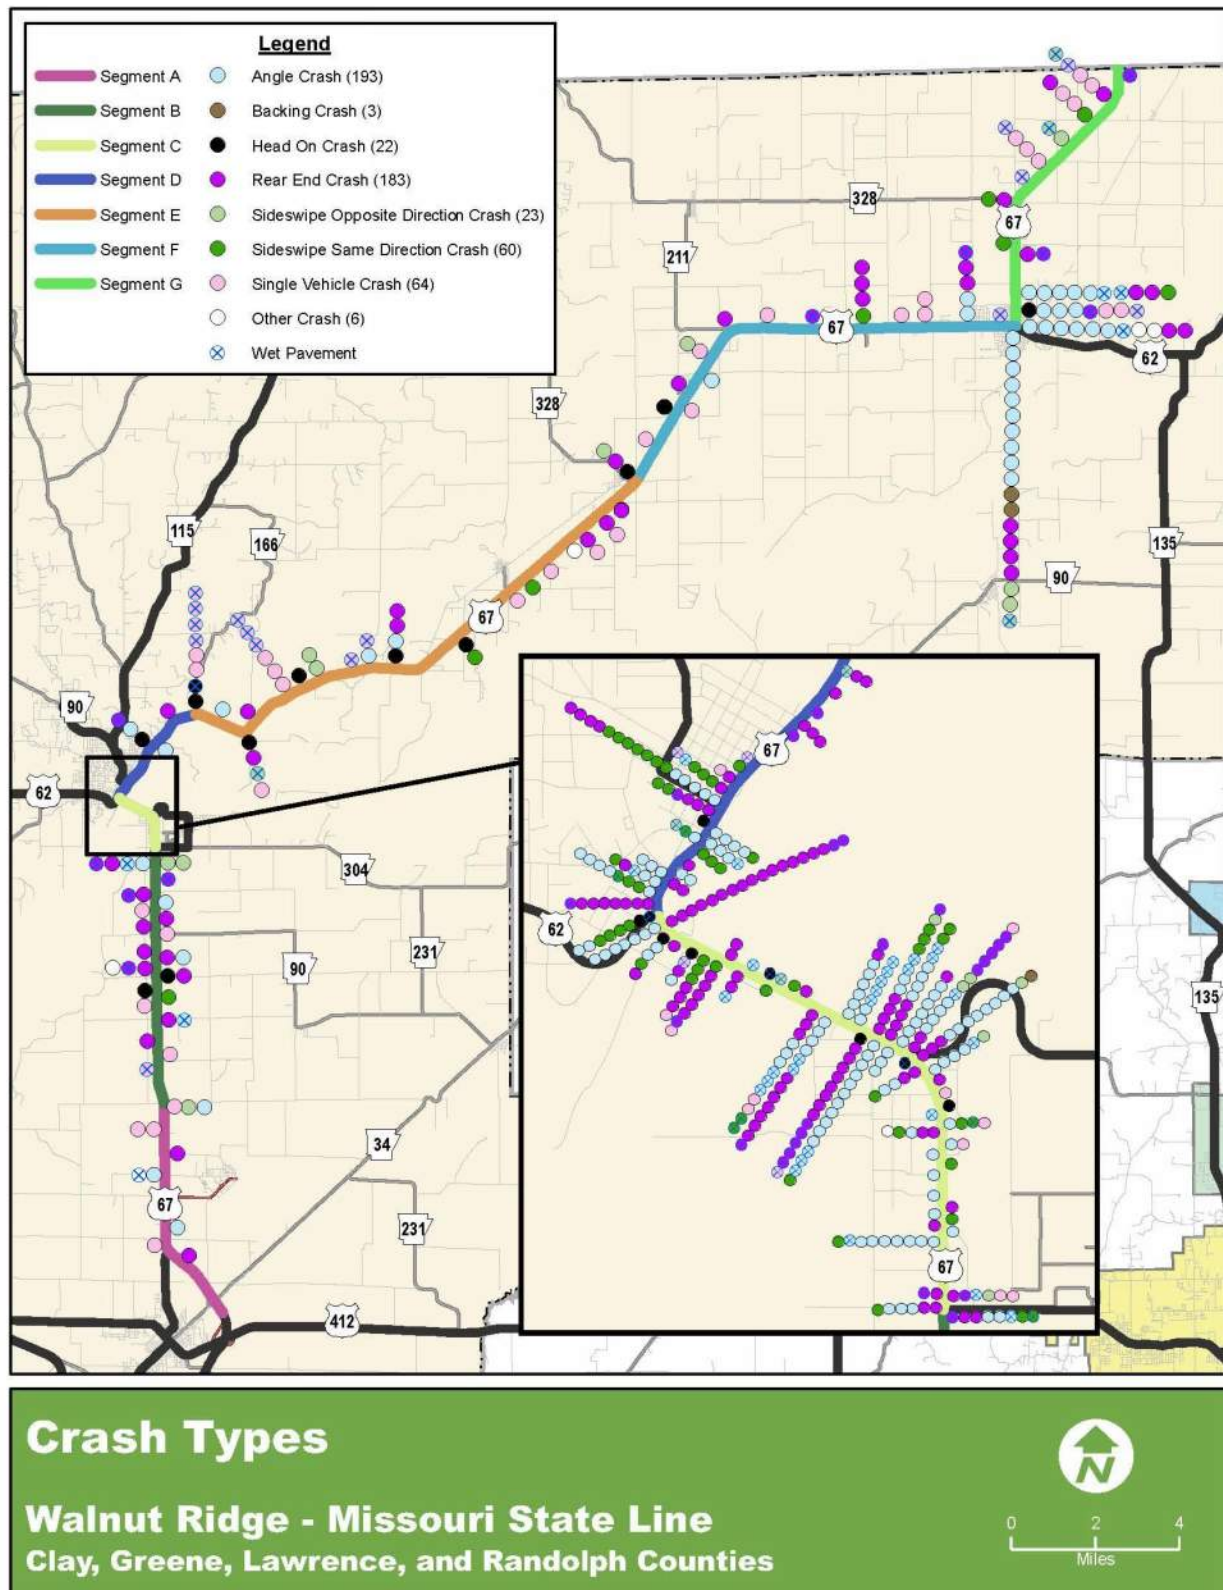 Legend
Segment A
Angle Crash (193)
Segment B
Backing Crash (3)
Segment C
Head On Crash (22)
Segment D
Rear End Crash (183)
Segment E
Sideswipe Opposite Direction Crash (23)
Segment F
Sideswipe Same Direction Crash (60)
Segment G
Single Vehicle Crash (64)
Other Crash (6)
Wet Pavement
328
67
211
67
62
328
115
166
135
90
67
90
67
62
62
304
231
90
135
34
67
231
67
412
Crash Types
Walnut Ridge - Missouri State Line
Clay, Greene, Lawrence, and Randolph Counties
N
0 2 4
Miles